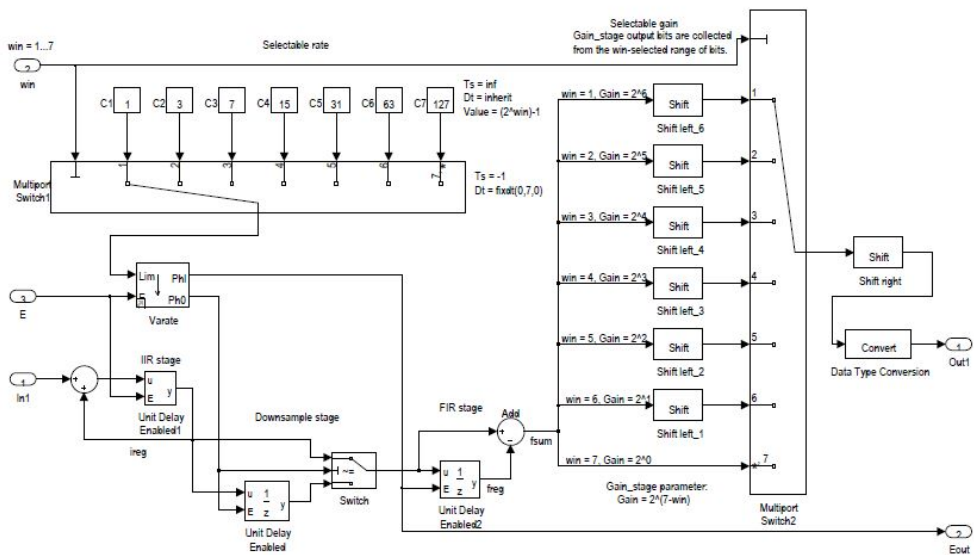 win = 1...7
2
win
Selectable rate
Selectable gain
Gain_stage output bits are collected
from the win-selected range of bits.
C1
1
C2
3
C3
7
C4
15
C5
31
C6
63
C7
127
Ts = inf
Dt = inherit
Value = (2^win)-1
1
2
3
4
5
6
7,*
Multiport
Switch1
Ts = -1
Dt = fixdt(0,7,0)
win = 1, Gain = 2^6
Shift
Shift left_6
1
win = 2, Gain = 2^5
Shift
Shift left_5
2
win = 3, Gain = 2^4
Shift
Shift left_4
3
win = 4, Gain = 2^3
Shift
Shift left_3
4
win = 5, Gain = 2^2
Shift
Shift left_2
5
win = 6, Gain = 2^1
Shift
Shift left_1
6
win = 7, Gain = 2^0
*, 7
Gain_stage parameter:
Gain = 2^(7-win)
Multiport
Switch2
Shift
Shift right
Convert
Data Type Conversion
1
Out1
3
E
Lim
PhI
E
Ph0
Varate
1
In1
+
+
IIR stage
u
E
y
Unit Delay
Enabled1
ireg
Downsample stage
~=
Switch
u
E
1
z
y
Unit Delay
Enabled
FIR stage
Add
+
−
fsum
u
E
1
z
y
freg
Unit Delay
Enabled2
2
Eout